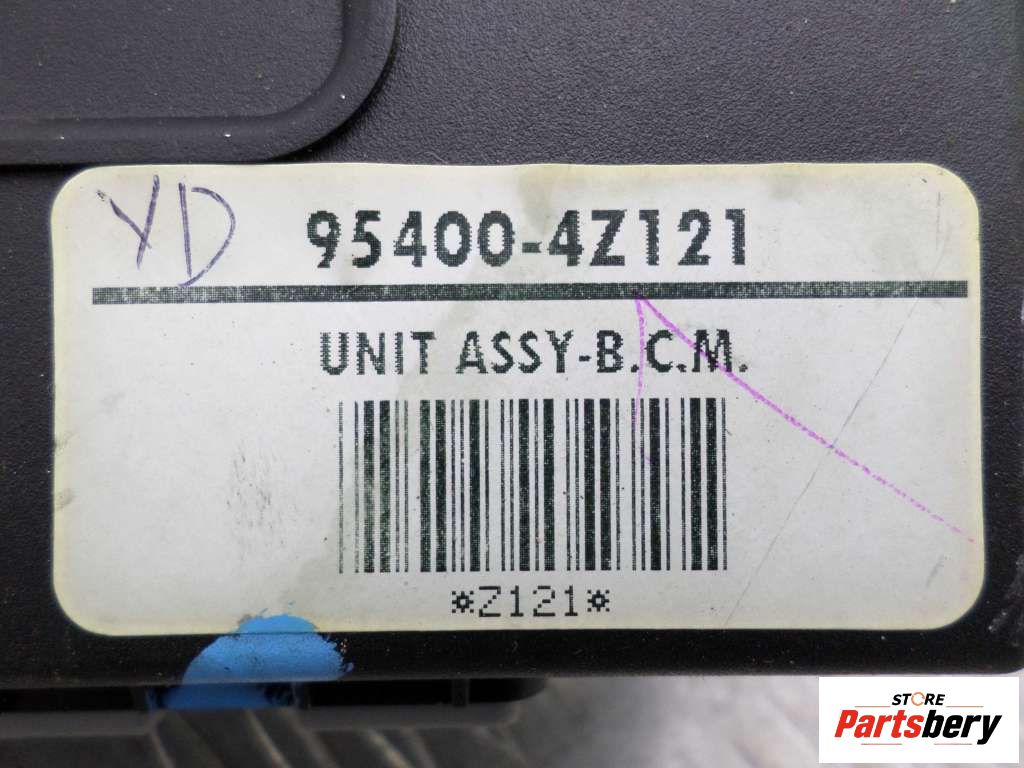 YD 95400-4Z121
UNIT ASSY-B.C.M.
*Z121*
STORE
Partsbery